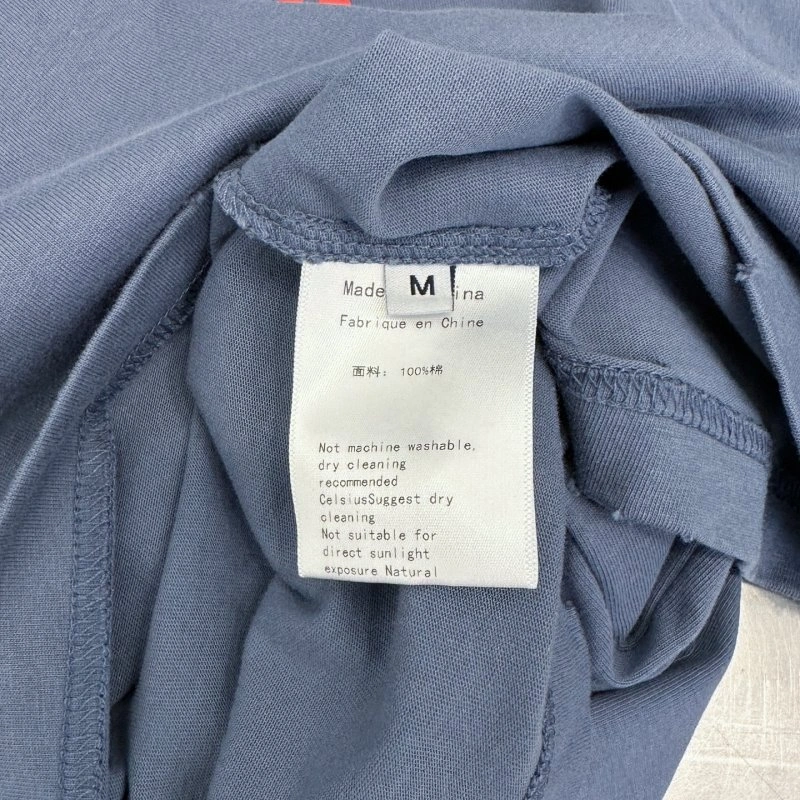 M
Made ina
Fabrique en Chine
面料: 100%棉
Not machine washable,
dry cleaning
recommended
CelsiusSuggest dry
cleaning
Not suitable for
direct sunlight
exposure Natural